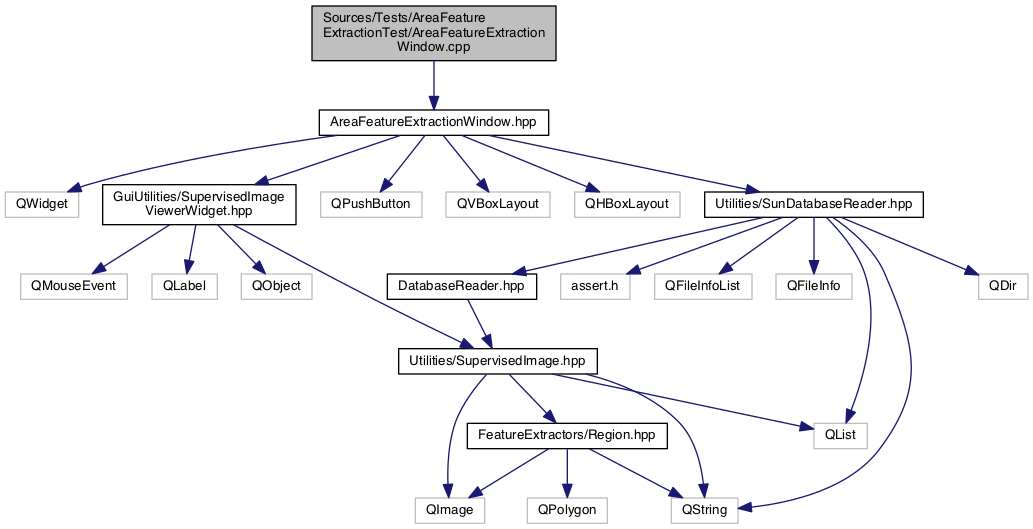 Sources/Tests/AreaFeature
ExtractionTest/AreaFeatureExtraction
Window.cpp
AreaFeatureExtractionWindow.hpp
QWidget
GuiUtilities/SupervisedImage
ViewerWidget.hpp
QPushButton
QVBoxLayout
QHBoxLayout
Utilities/SunDatabaseReader.hpp
QMouseEvent
QLabel
QObject
DatabaseReader.hpp
assert.h
QFileInfoList
QFileInfo
QDir
Utilities/SupervisedImage.hpp
FeatureExtractors/Region.hpp
QList
QImage
QPolygon
QString